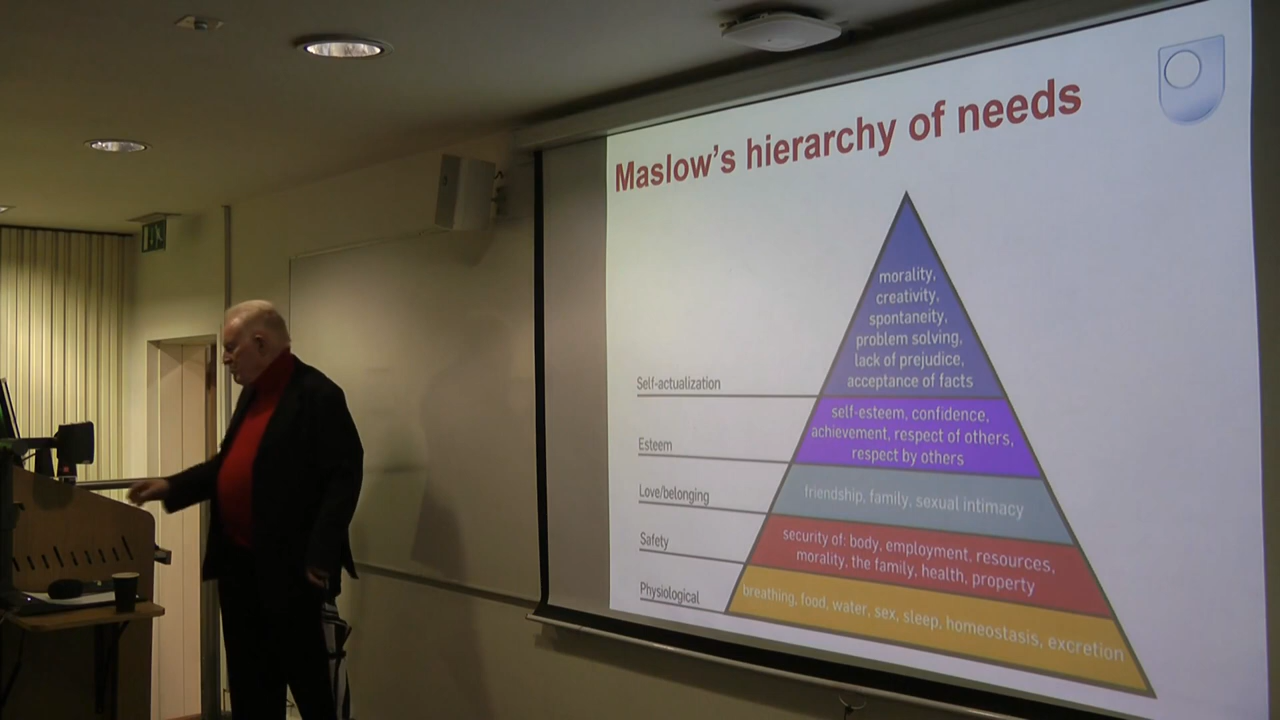 Maslow's hierarchy of needs
morality,
creativity,
spontaneity,
problem solving,
lack of prejudice,
acceptance of facts
Self-actualization
self-esteem, confidence,
achievement, respect of others,
respect by others
Esteem
friendship, family, sexual intimacy
Love/belonging
security of: body, employment, resources,
morality, the family, health, property
Safety
breathing, food, water, sex, sleep, homeostasis, excretion
Physiological